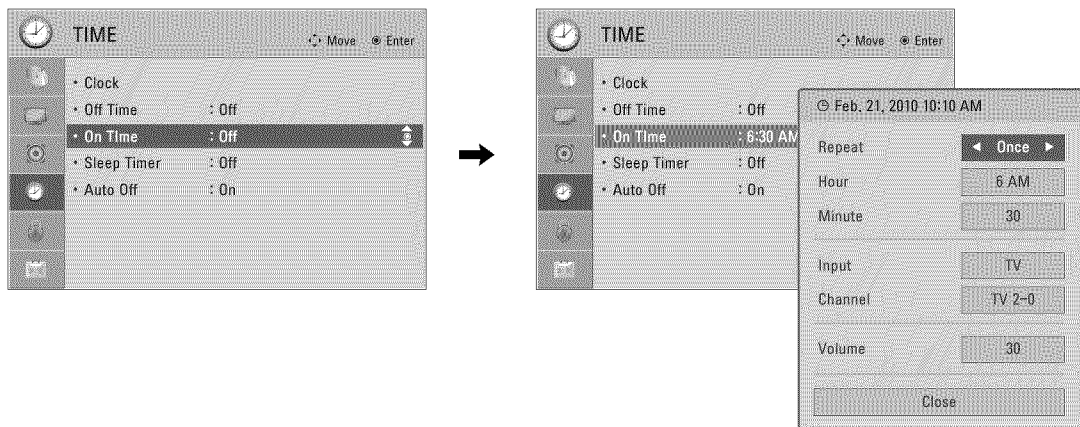 TIME
Move Enter
• Clock
• Off Time : Off
• On TIme : Off
• Sleep Timer : Off
• Auto Off : On
TIME
Move Enter
• Clock
• Off Time : Off
• On TIme : 6:30 AM
• Sleep Timer : Off
• Auto Off : On
Feb. 21, 2010 10:10 AM
Repeat ◄ Once ►
Hour 6 AM
Minute 30
Input TV
Channel TV 2-0
Volume 30
Close